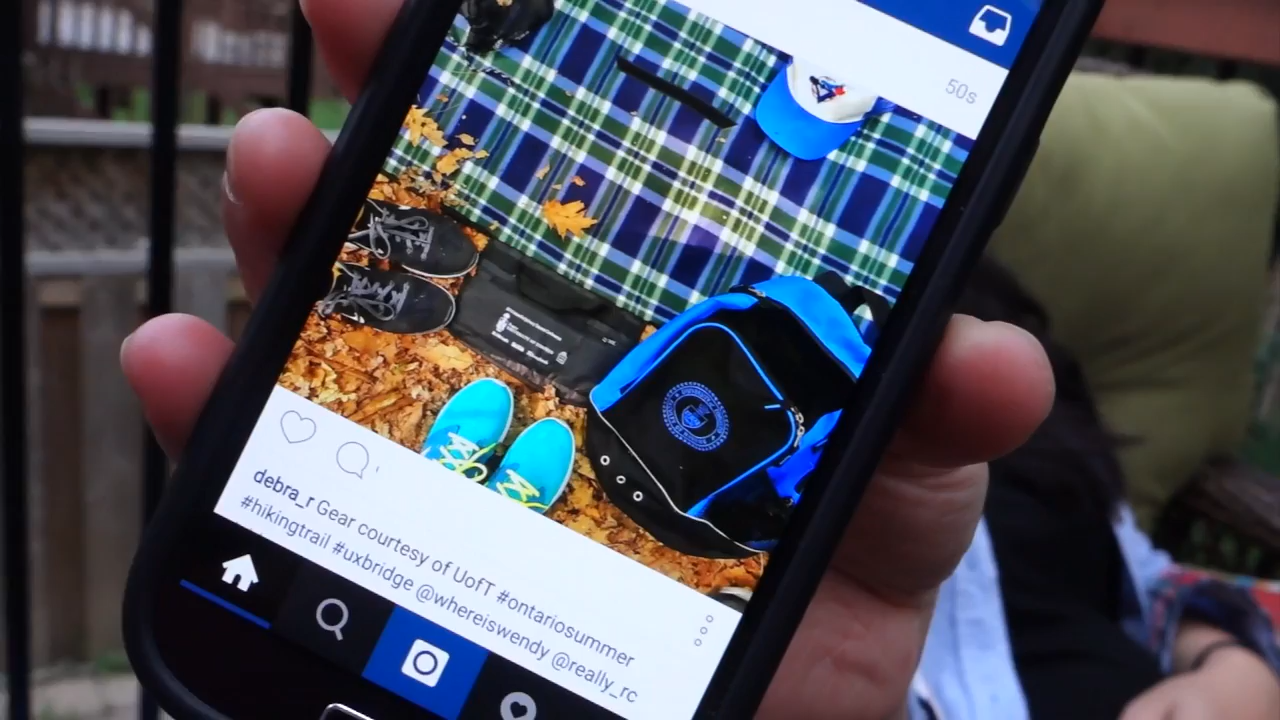 50s
debra_r Gear courtesy of UofT #ontariosummer
#hikingtrail #uxbridge @whereiswendy @really_rc